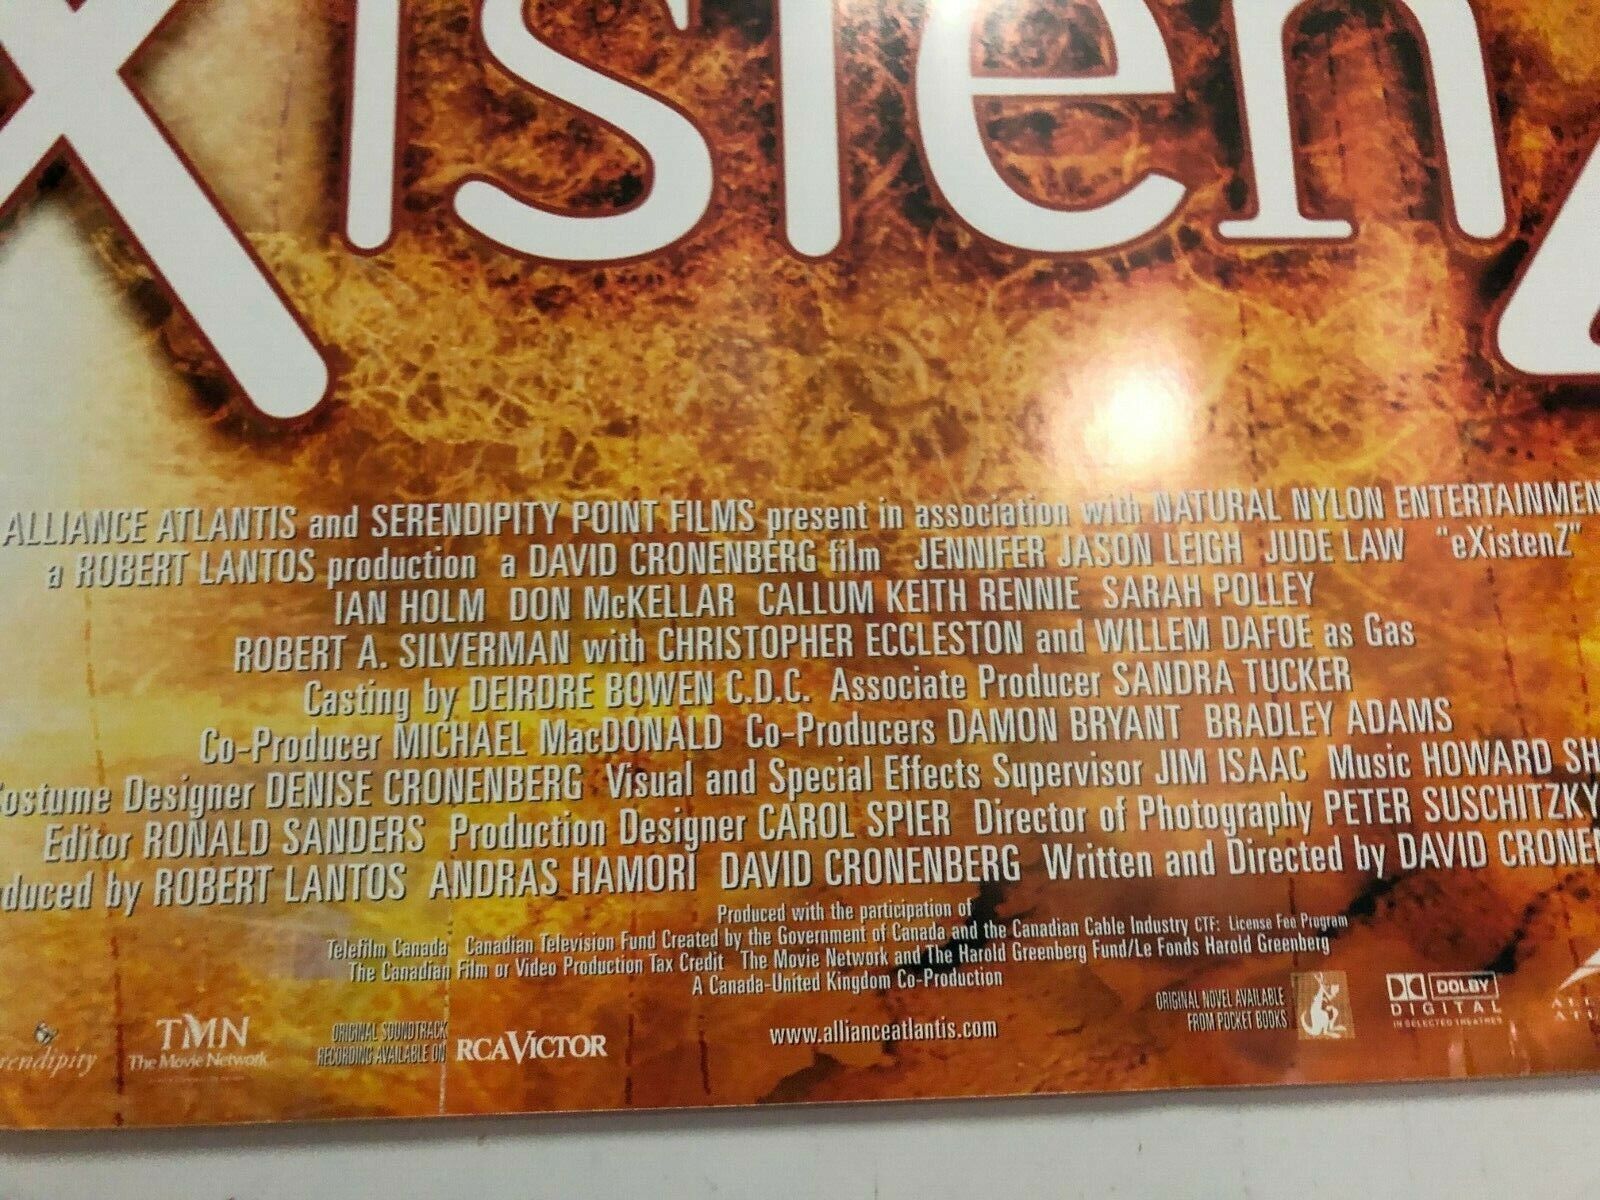 XistenZ
ALLIANCE ATLANTIS and SERENDIPITY POINT FILMS present in association with NATURAL NYLON ENTERTAINMEN
a ROBERT LANTOS production a DAVID CRONENBERG film JENNIFER JASON LEIGH JUDE LAW "eXistenZ"
IAN HOLM DON McKELLAR CALLUM KEITH RENNIE SARAH POLLEY
ROBERT A. SILVERMAN with CHRISTOPHER ECCLESTON and WILLEM DAFOE as Gas
Casting by DEIRDRE BOWEN C.D.C. Associate Producer SANDRA TUCKER
Co-Producer MICHAEL MacDONALD Co-Producers DAMON BRYANT BRADLEY ADAMS
ostume Designer DENISE CRONENBERG Visual and Special Effects Supervisor JIM ISAAC Music HOWARD SH
Editor RONALD SANDERS Production Designer CAROL SPIER Director of Photography PETER SUSCHITZKY
duced by ROBERT LANTOS ANDRAS HAMORI DAVID CRONENBERG Written and Directed by DAVID CRONE
Produced with the participation of
Telefilm Canada Canadian Television Fund Created by the Government of Canada and the Canadian Cable Industry CTF: License Fee Program
The Canadian Film or Video Production Tax Credit The Movie Network and The Harold Greenberg Fund/Le Fonds Harold Greenberg
A Canada-United Kingdom Co-Production
rendipity
TMN
The Movie Network
ORIGINAL SOUNDTRACK
RECORDING AVAILABLE ON
RCA VICTOR
www.allianceatlantis.com
ORIGINAL NOVEL AVAILABLE
FROM POCKET BOOKS
DOLBY
DIGITAL
IN SELECTED THEATRES